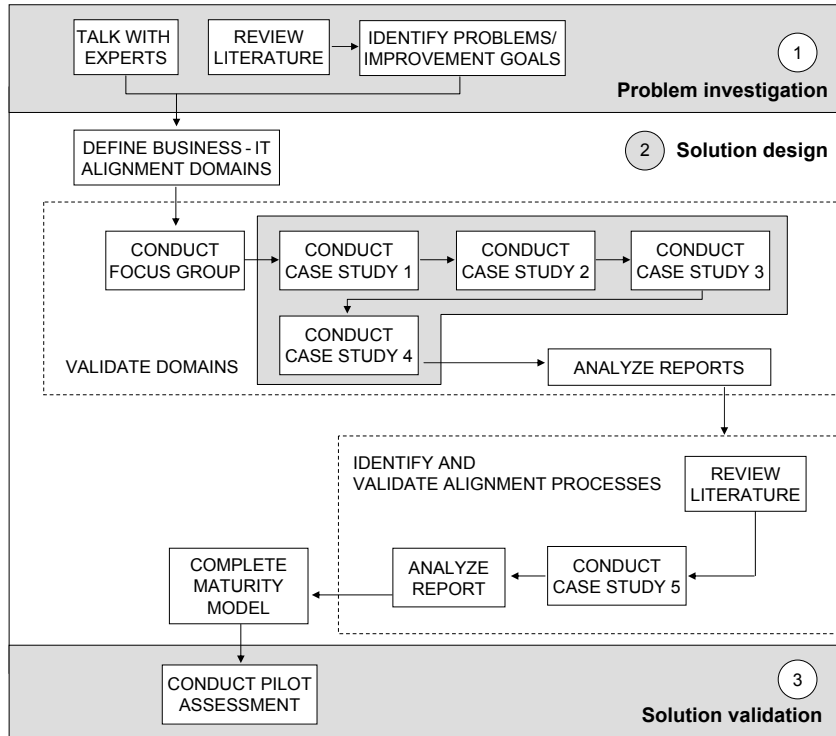 TALK WITH
EXPERTS
REVIEW
LITERATURE
IDENTIFY PROBLEMS/
IMPROVEMENT GOALS
1
Problem investigation
DEFINE BUSINESS - IT
ALIGNMENT DOMAINS
2 Solution design
CONDUCT
FOCUS GROUP
CONDUCT
CASE STUDY 1
CONDUCT
CASE STUDY 2
CONDUCT
CASE STUDY 3
CONDUCT
CASE STUDY 4
VALIDATE DOMAINS
ANALYZE REPORTS
IDENTIFY AND
VALIDATE ALIGNMENT PROCESSES
REVIEW
LITERATURE
CONDUCT
CASE STUDY 5
ANALYZE
REPORT
COMPLETE
MATURITY
MODEL
CONDUCT PILOT
ASSESSMENT
3
Solution validation